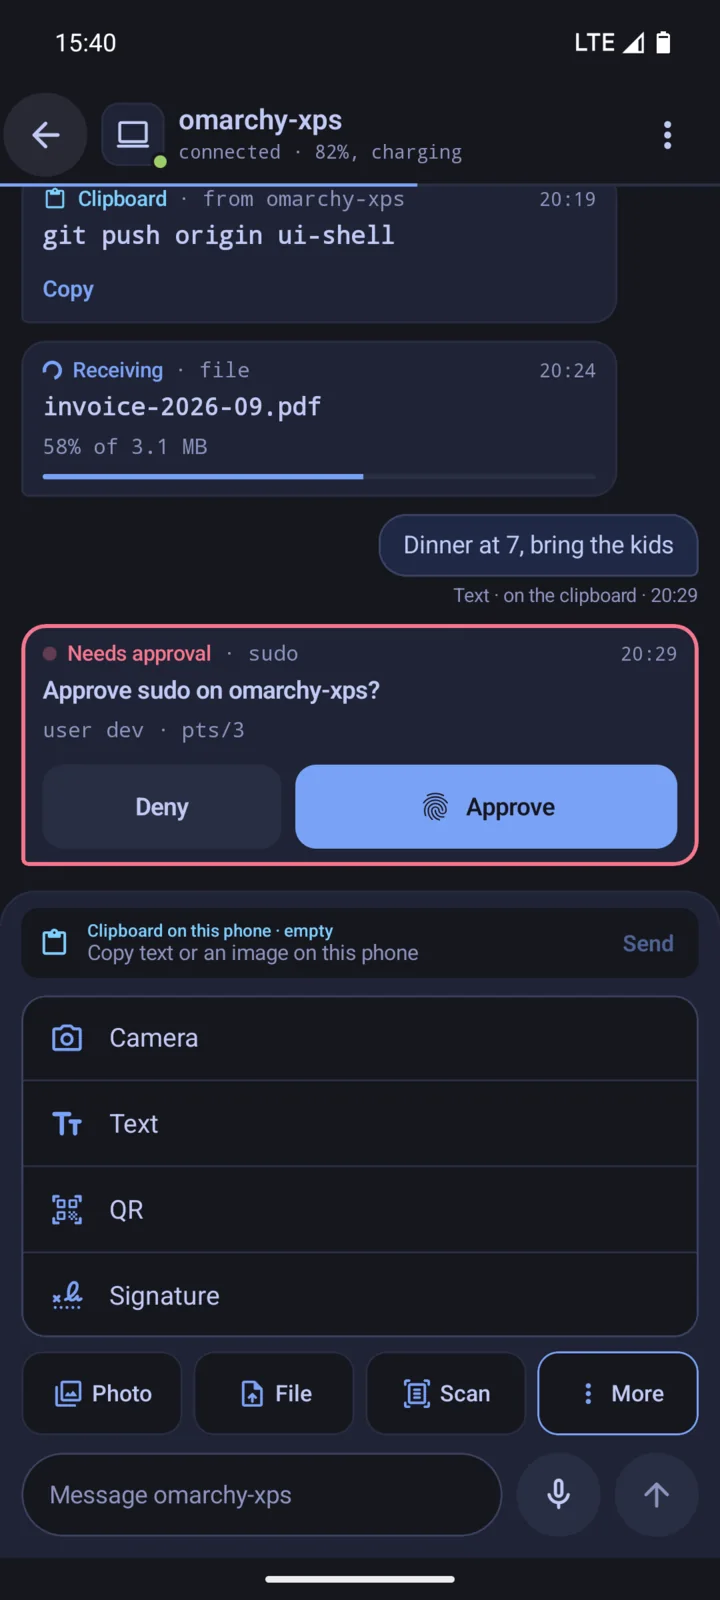 15:40
LTE
omarchy-xps
connected · 82%, charging
Clipboard · from omarchy-xps 20:19
git push origin ui-shell
Copy
Receiving · file 20:24
invoice-2026-09.pdf
58% of 3.1 MB
Dinner at 7, bring the kids
Text · on the clipboard · 20:29
Needs approval · sudo 20:29
Approve sudo on omarchy-xps?
user dev · pts/3
Deny
Approve
Clipboard on this phone · empty
Copy text or an image on this phone
Send
Camera
Text
QR
Signature
Photo
File
Scan
More
Message omarchy-xps